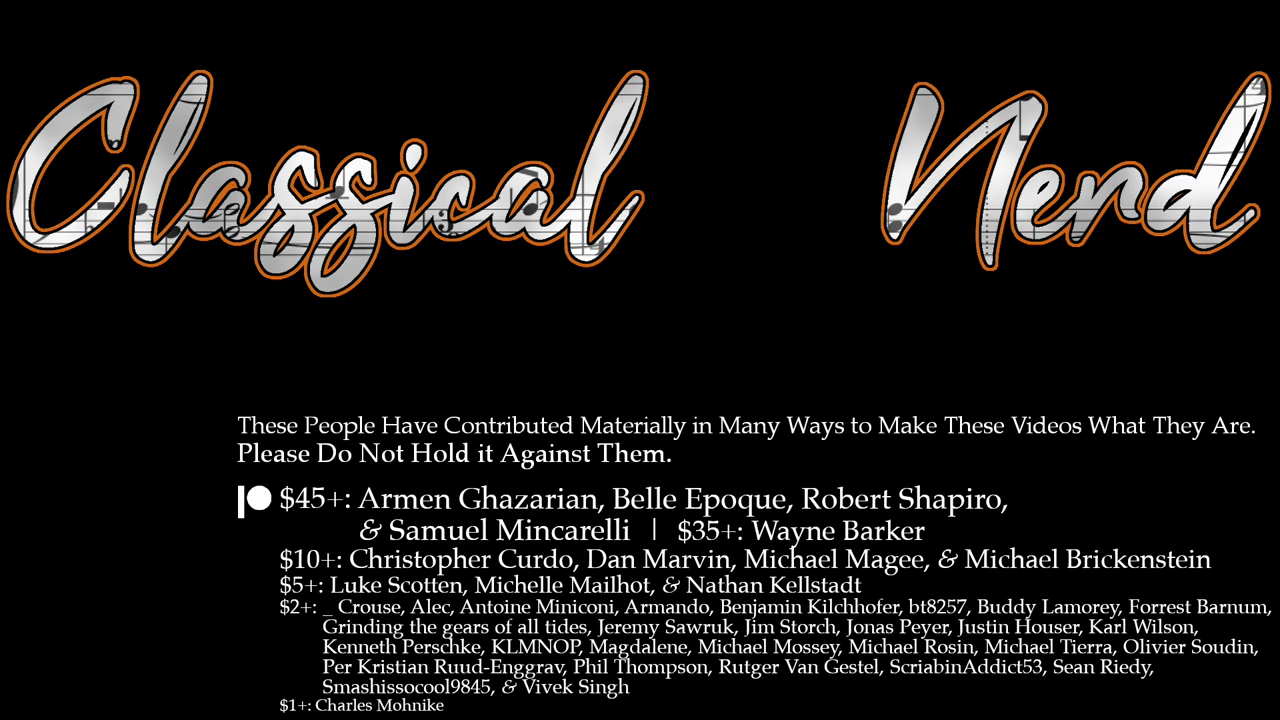 Classical Nerd
These People Have Contributed Materially in Many Ways to Make These Videos What They Are.
Please Do Not Hold it Against Them.
$45+: Armen Ghazarian, Belle Epoque, Robert Shapiro,
& Samuel Mincarelli | $35+: Wayne Barker
$10+: Christopher Curdo, Dan Marvin, Michael Magee, & Michael Brickenstein
$5+: Luke Scotten, Michelle Mailhot, & Nathan Kellstadt
$2+: _ Crouse, Alec, Antoine Miniconi, Armando, Benjamin Kilchhofer, bt8257, Buddy Lamorey, Forrest Barnum,
Grinding the gears of all tides, Jeremy Sawruk, Jim Storch, Jonas Peyer, Justin Houser, Karl Wilson,
Kenneth Perschke, KLMNOP, Magdalene, Michael Mossey, Michael Rosin, Michael Tierra, Olivier Soudin,
Per Kristian Ruud-Enggrav, Phil Thompson, Rutger Van Gestel, ScriabinAddict53, Sean Riedy,
Smashissocool9845, & Vivek Singh
$1+: Charles Mohnike